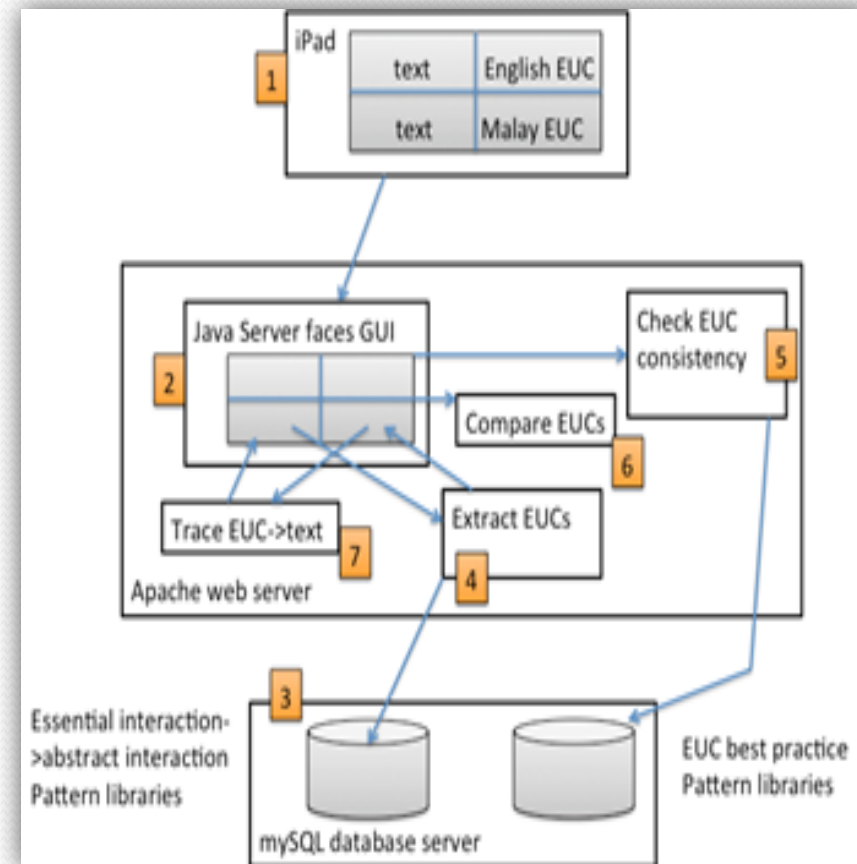 iPad
1
text English EUC
text Malay EUC
Java Server faces GUI
2
Check EUC
consistency
5
Compare EUCs
6
Trace EUC->text
7
Extract EUCs
4
Apache web server
3
Essential interaction-
>abstract interaction
Pattern libraries
EUC best practice
Pattern libraries
mySQL database server